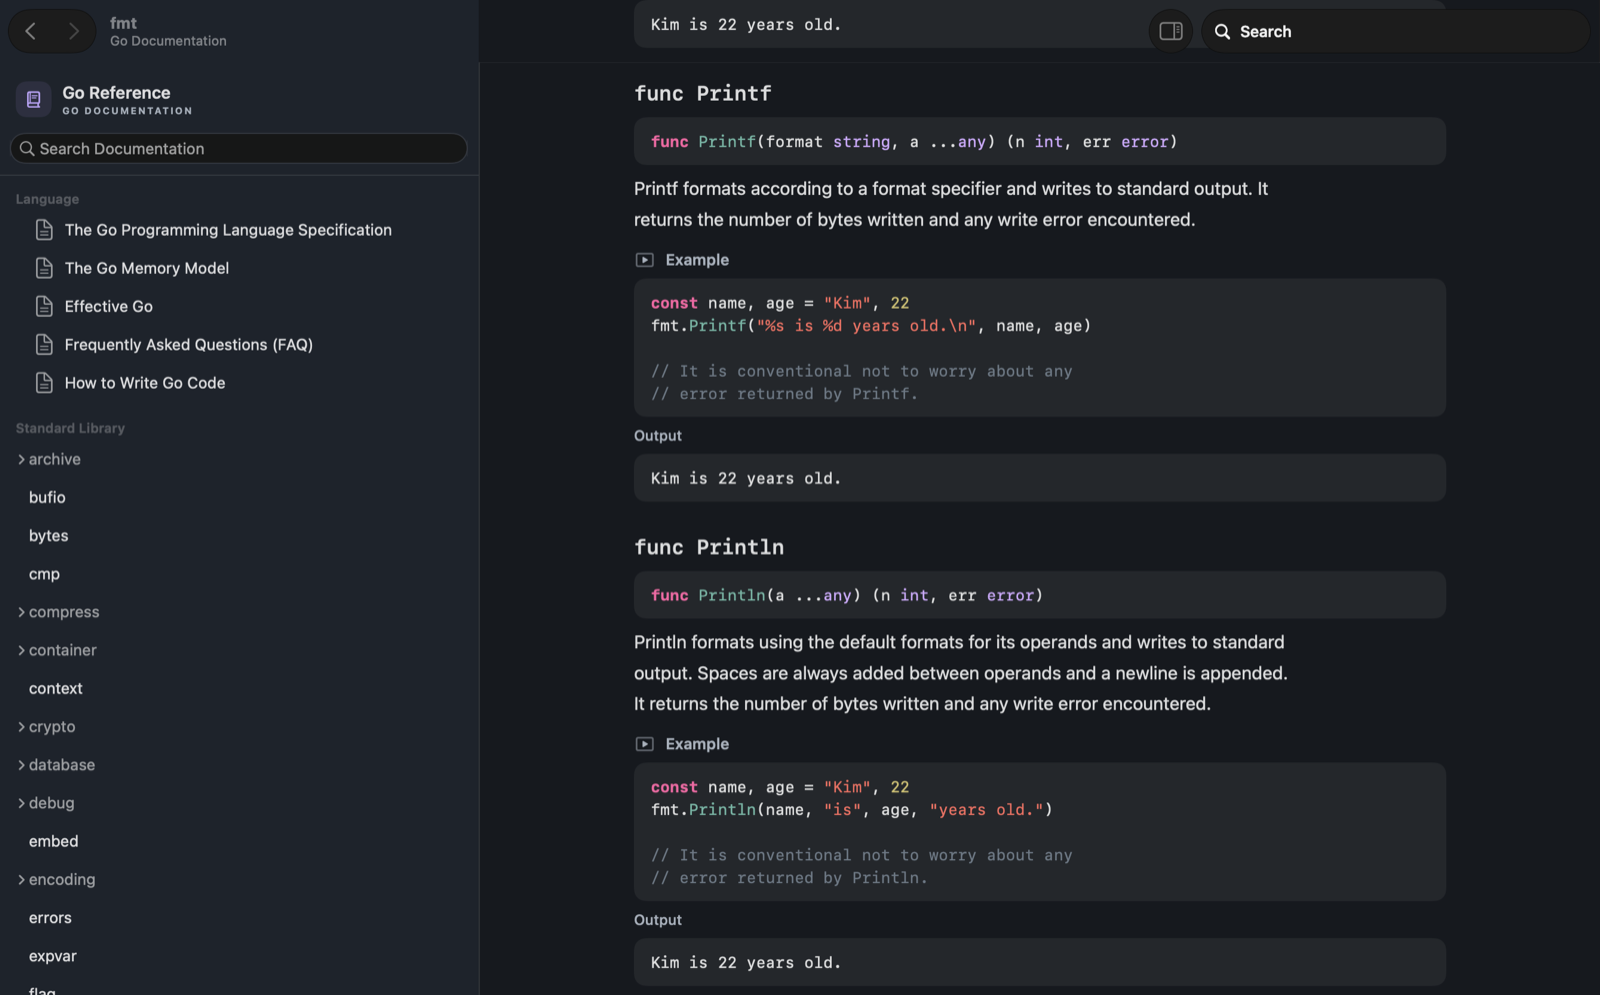 fmt
Go Documentation
Go Reference
GO DOCUMENTATION
Search Documentation
Language
The Go Programming Language Specification
The Go Memory Model
Effective Go
Frequently Asked Questions (FAQ)
How to Write Go Code
Standard Library
archive
bufio
bytes
cmp
compress
container
context
crypto
database
debug
embed
encoding
errors
expvar
flag
Kim is 22 years old.
Search
func Printf
func Printf(format string, a ...any) (n int, err error)
Printf formats according to a format specifier and writes to standard output. It
returns the number of bytes written and any write error encountered.
Example
const name, age = "Kim", 22
fmt.Printf("%s is %d years old.\n", name, age)
// It is conventional not to worry about any
// error returned by Printf.
Output
Kim is 22 years old.
func Println
func Println(a ...any) (n int, err error)
Println formats using the default formats for its operands and writes to standard
output. Spaces are always added between operands and a newline is appended.
It returns the number of bytes written and any write error encountered.
Example
const name, age = "Kim", 22
fmt.Println(name, "is", age, "years old.")
// It is conventional not to worry about any
// error returned by Println.
Output
Kim is 22 years old.